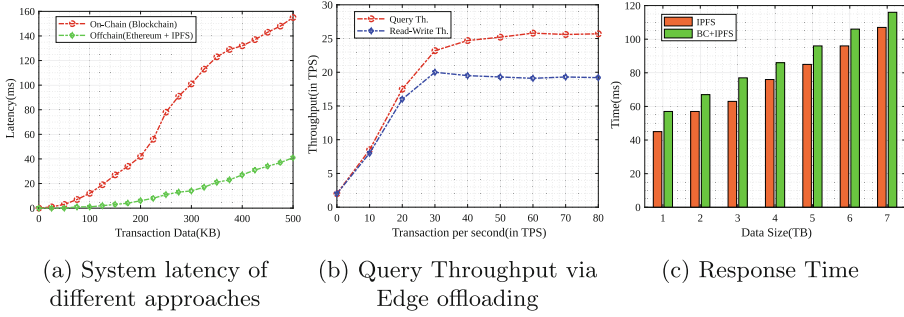 160
140
120
100
80
60
40
20
0
Latency(ms)
On-Chain (Blockchain)
Offchain(Ethereum + IPFS)
0 100 200 300 400 500
Transaction Data(KB)
(a) System latency of
different approaches
30
25
20
15
10
5
0
Throughput(in TPS)
Query Th.
Read-Write Th.
0 10 20 30 40 50 60 70 80
Transaction per second(in TPS)
(b) Query Throughput via
Edge offloading
120
100
80
60
40
20
0
Time(ms)
IPFS
BC+IPFS
1 2 3 4 5 6 7
Data Size(TB)
(c) Response Time